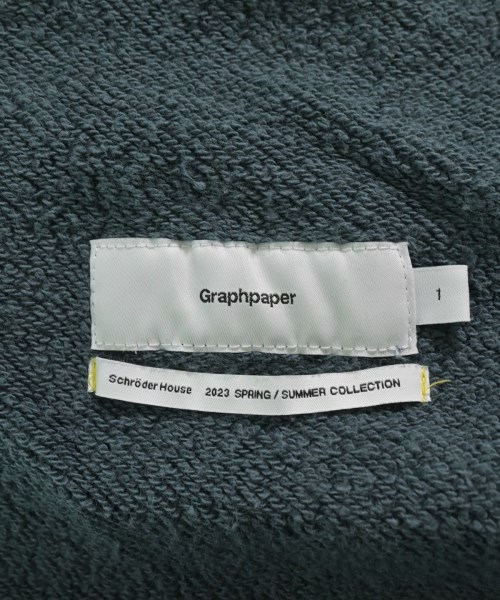 Graphpaper
1
Schröder House 2023 SPRING / SUMMER COLLECTION